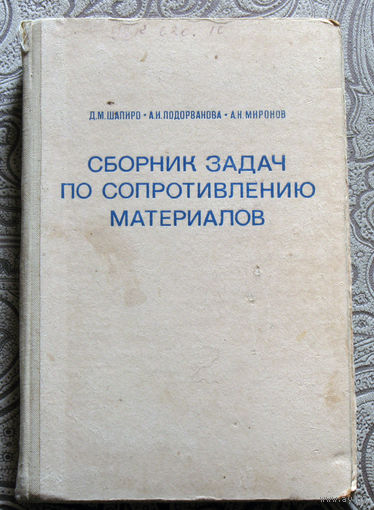 Д.М.ШАПИРО · А.И.ПОДОРВАНОВА · А.Н.МИРОНОВ
СБОРНИК ЗАДАЧ
ПО СОПРОТИВЛЕНИЮ
МАТЕРИАЛОВ